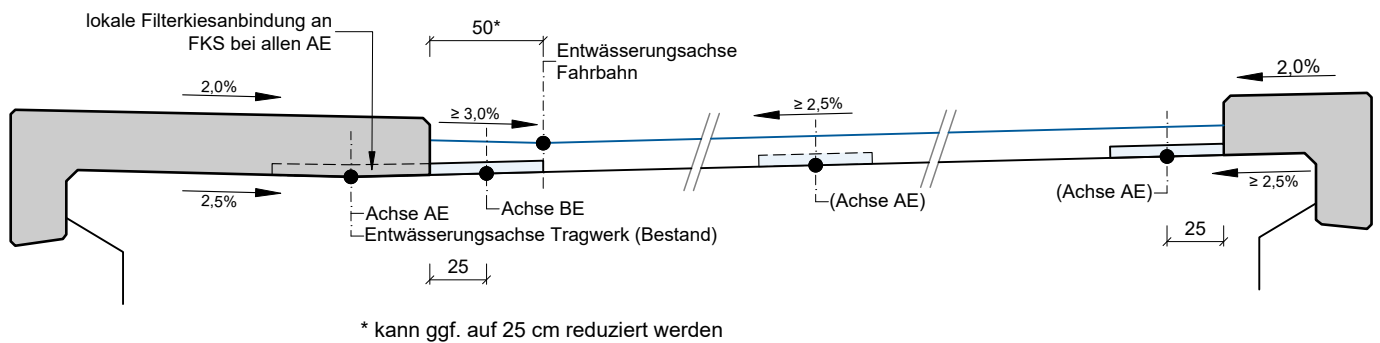 lokale Filterkiesanbindung an
FKS bei allen AE
50*
Entwässerungsachse
Fahrbahn
2,0%
2,0%
≥ 3,0%
≥ 2,5%
2,5%
≥ 2,5%
Achse AE
Achse BE
(Achse AE)
(Achse AE)
Entwässerungsachse Tragwerk (Bestand)
25
25
* kann ggf. auf 25 cm reduziert werden